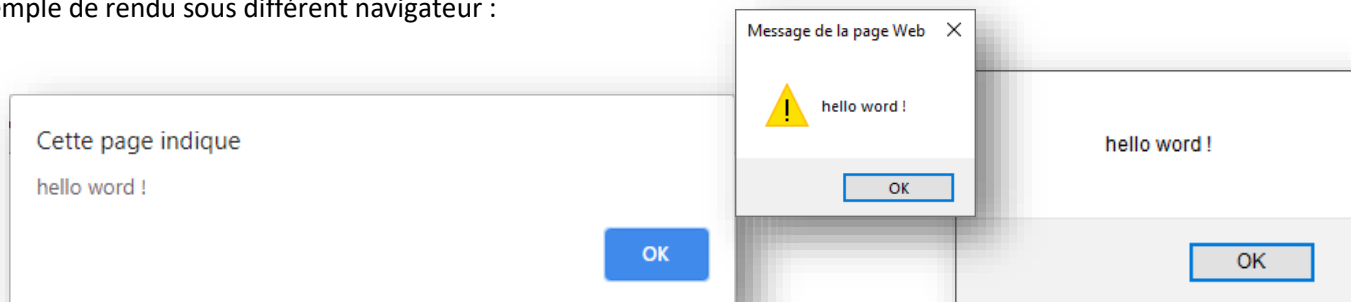 mple de rendu sous différent navigateur :
Cette page indique
hello word !
OK
Message de la page Web
hello word !
OK
hello word !
OK